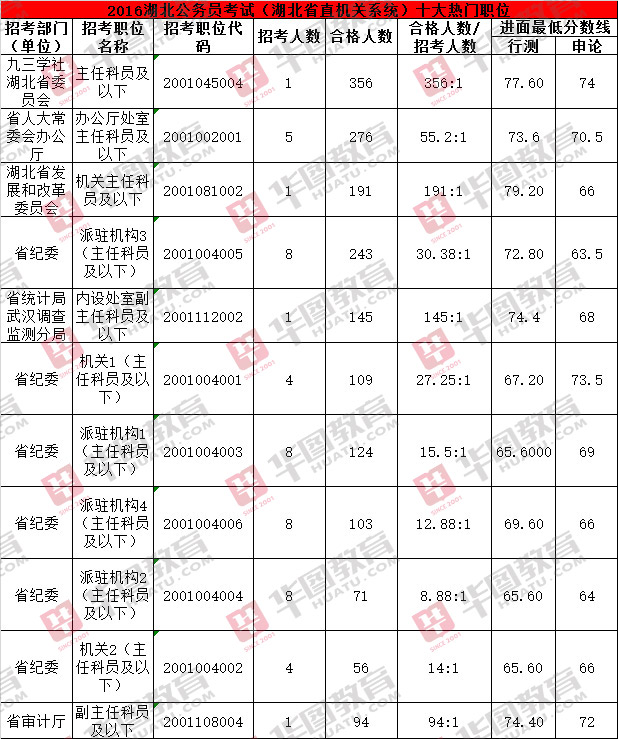 2016湖北公务员考试（湖北省直机关系统）十大热门职位
招考部门（单位） 招考职位名称 招考职位代码 招考人数 合格人数 合格人数/招考人数 进面最低分数线
行测 申论
九三学社湖北省委员会 主任科员及以下 2001045004 1 356 356:1 77.60 74
省人大常委会办公厅 办公厅处室主任科员及以下 2001002001 5 276 55.2:1 73.6 70.5
湖北省发展和改革委员会 机关主任科员及以下 2001081002 1 191 191:1 79.20 66
省纪委 派驻机构3（主任科员及以下） 2001004005 8 243 30.38:1 72.80 63.5
省统计局武汉调查监测分局 内设处室副主任科员及以下 2001112002 1 145 145:1 74.4 68
省纪委 机关1（主任科员及以下） 2001004001 4 109 27.25:1 67.20 73.5
省纪委 派驻机构1（主任科员及以下） 2001004003 8 124 15.5:1 65.6000 69
省纪委 派驻机构4（主任科员及以下） 2001004006 8 103 12.88:1 69.60 66
省纪委 派驻机构2（主任科员及以下） 2001004004 8 71 8.88:1 65.60 64
省纪委 机关2（主任科员及以下） 2001004002 4 56 14:1 65.60 66
省审计厅 副主任科员及以下 2001108004 1 94 94:1 74.40 72
华图教育
HUATU.COM
SINCE 2001